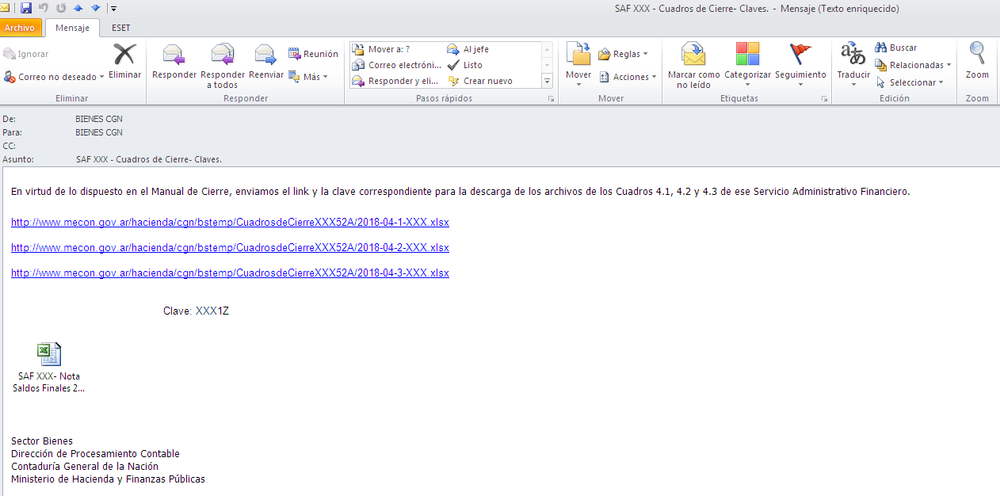 SAF XXX - Cuadros de Cierre- Claves. - Mensaje (Texto enriquecido)
Archivo Mensaje ESET
Ignorar
Correo no deseado
Eliminar
Eliminar
Responder
Responder a todos
Reenviar
Reunión
Más
Responder
Mover a: ?
Al jefe
Correo electróni...
Listo
Responder y eli...
Crear nuevo
Pasos rápidos
Mover
Reglas
Acciones
Mover
Marcar como no leído
Categorizar
Seguimiento
Etiquetas
Traducir
Buscar
Relacionadas
Seleccionar
Edición
Zoom
Zoom
De: BIENES CGN
Para: BIENES CGN
CC:
Asunto: SAF XXX - Cuadros de Cierre- Claves.
En virtud de lo dispuesto en el Manual de Cierre, enviamos el link y la clave correspondiente para la descarga de los archivos de los Cuadros 4.1, 4.2 y 4.3 de ese Servicio Administrativo Financiero.
http://www.mecon.gov.ar/hacienda/cgn/bstemp/CuadrosdeCierreXXX52A/2018-04-1-XXX.xlsx
http://www.mecon.gov.ar/hacienda/cgn/bstemp/CuadrosdeCierreXXX52A/2018-04-2-XXX.xlsx
http://www.mecon.gov.ar/hacienda/cgn/bstemp/CuadrosdeCierreXXX52A/2018-04-3-XXX.xlsx
Clave: XXX1Z
SAF XXX- Nota
Saldos Finales 2...
Sector Bienes
Dirección de Procesamiento Contable
Contaduría General de la Nación
Ministerio de Hacienda y Finanzas Públicas